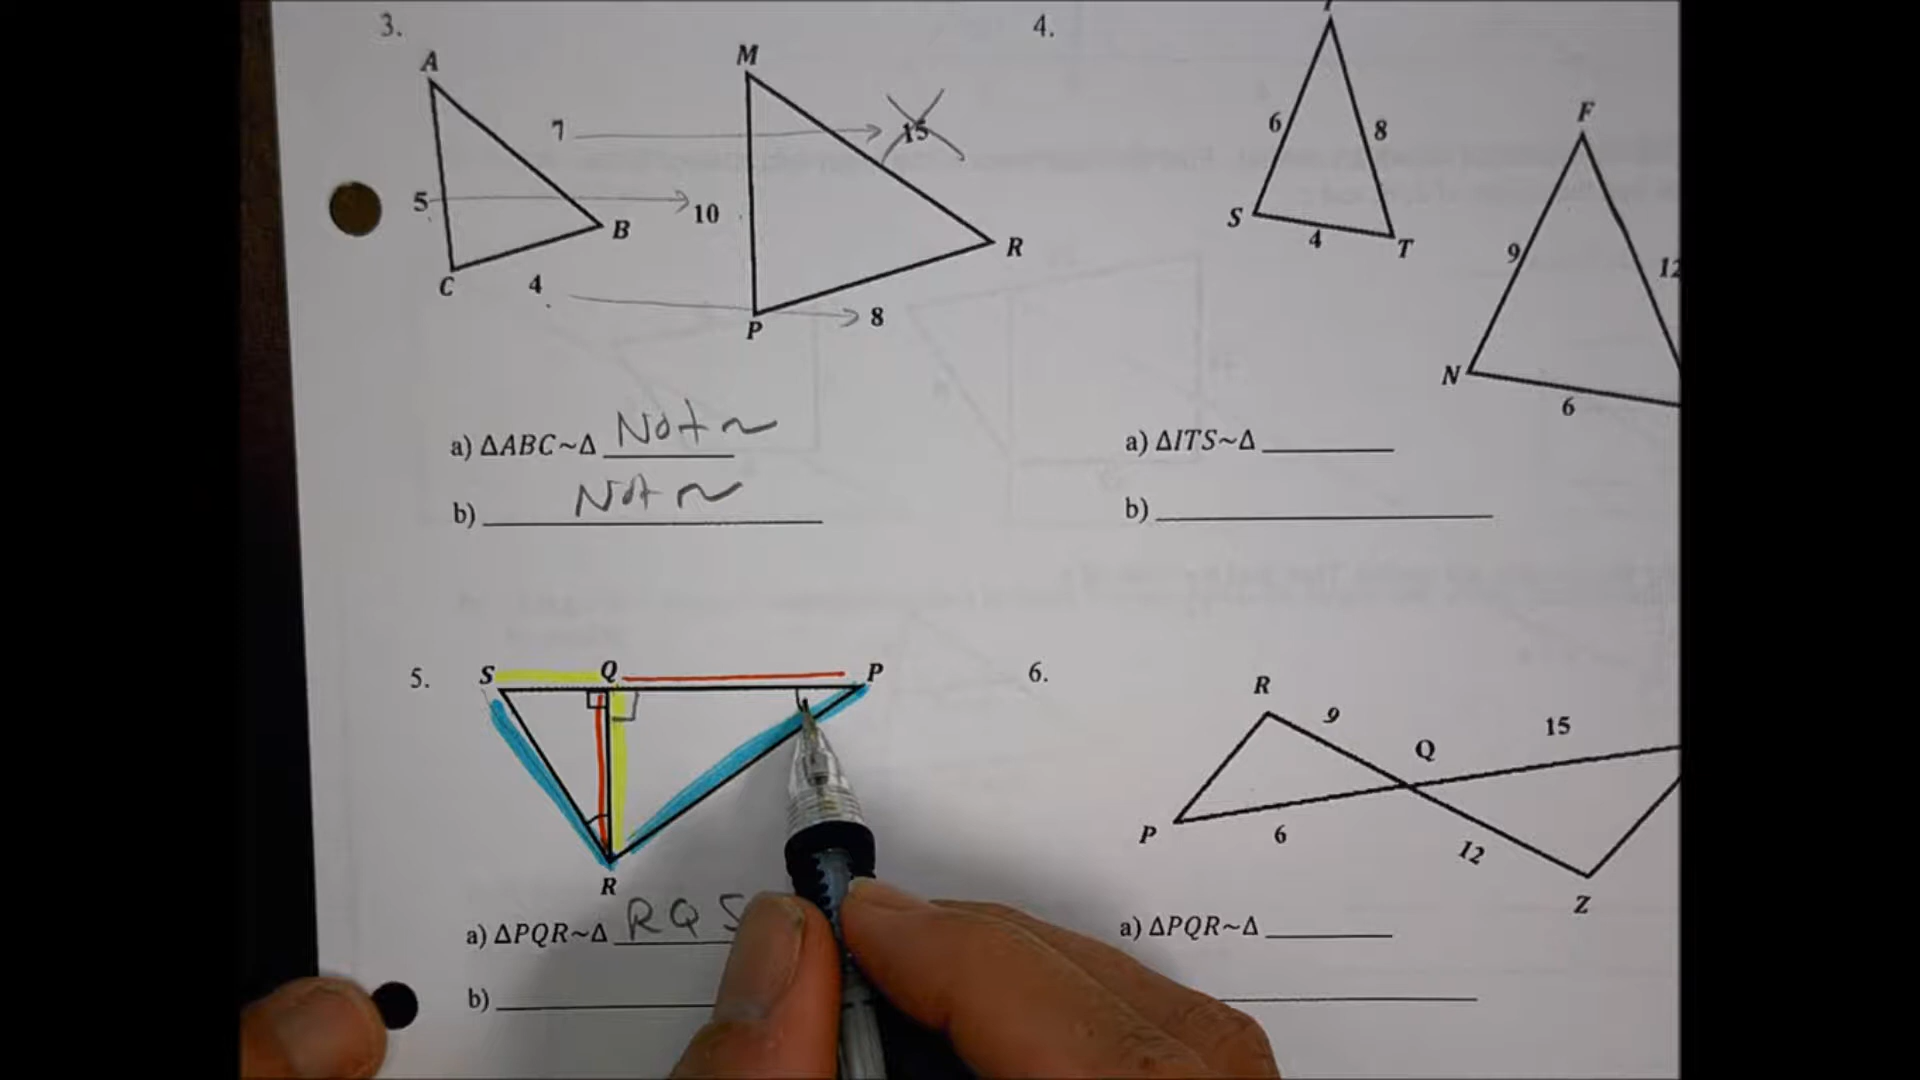 3.
A
7
5
B
C
4
M
15
10
R
P
8
a) ΔABC~Δ Not ~
b) Not ~
4.
6
8
S
4
T
F
9
12
N
6
a) ΔITS~Δ
b)
5.
S Q P
R
a) ΔPQR~Δ RQS
b)
6.
R
9
Q
15
P
6
12
Z
a) ΔPQR~Δ